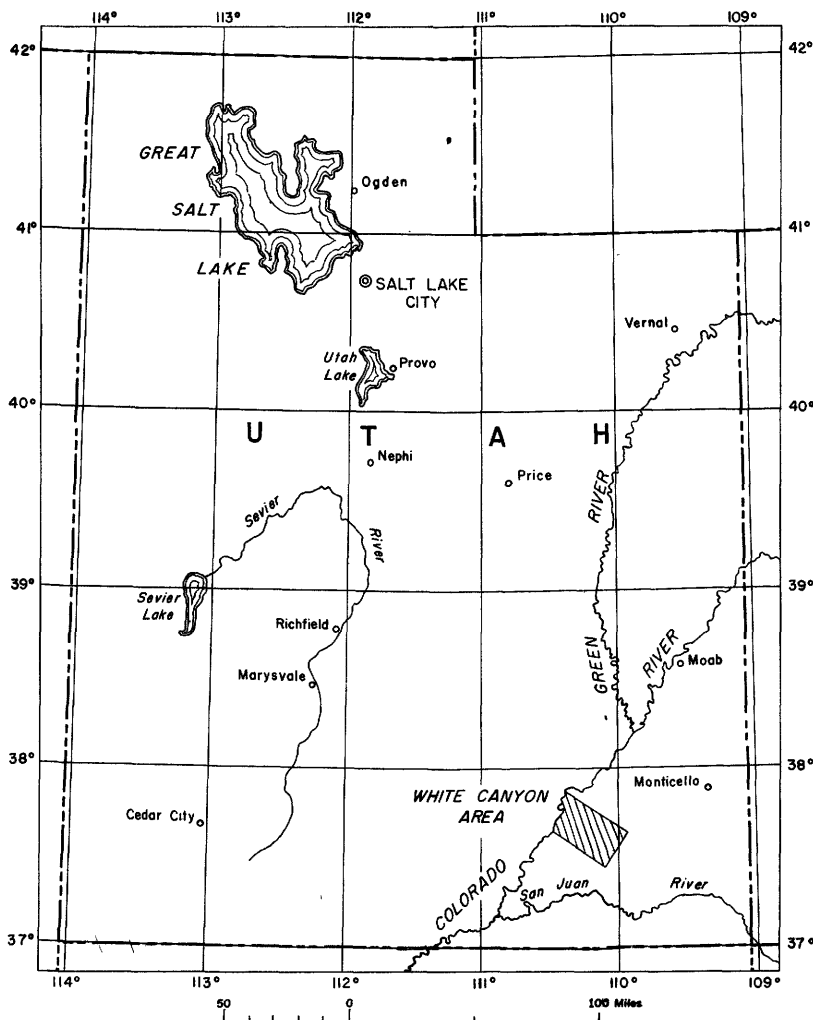 114° 113° 112° 111° 110° 109°
42° 42°
GREAT
Ogden
SALT
41° 41°
LAKE
SALT LAKE
CITY
Vernal
Utah
Lake
Provo
40° 40°
U T A H
Nephi
Price
RIVER
Sevier
River
39° 39°
Sevier
Lake
Richfield
RIVER
GREEN
Moab
Marysvale
38° 38°
WHITE CANYON
AREA
Monticello
Cedar City
COLORADO
San Juan River
37° 37°
114° 113° 112° 111° 110° 109°
50 0 100 Miles